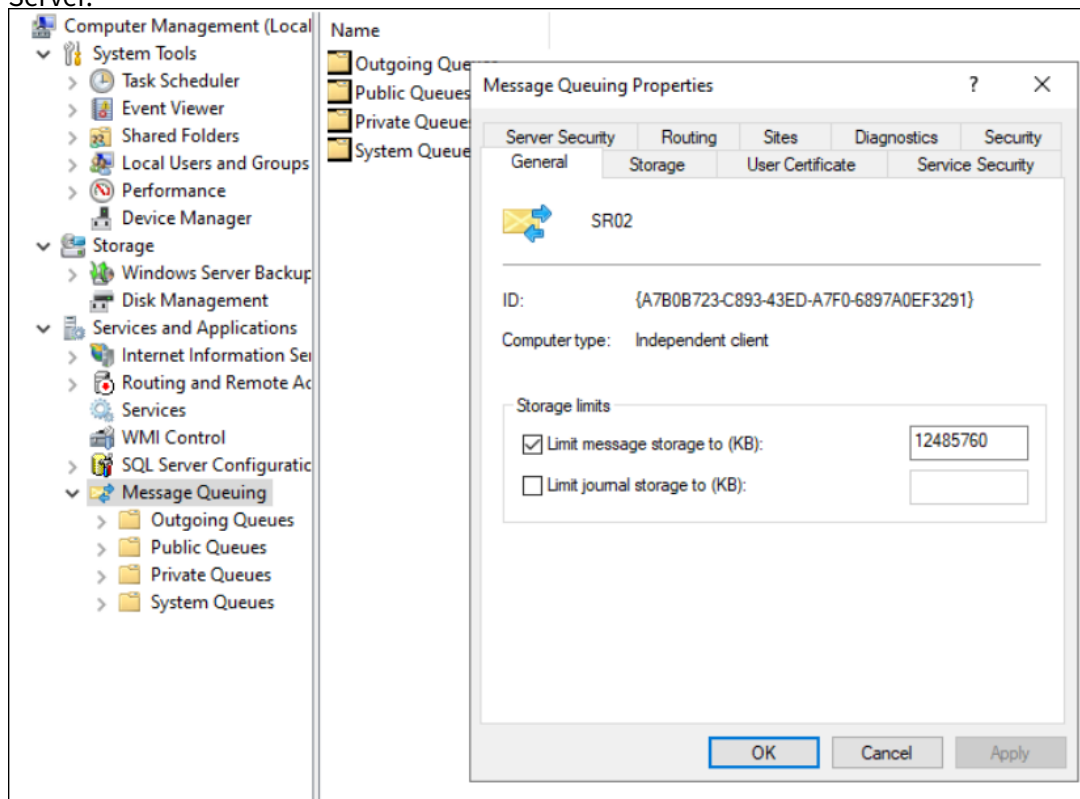 Server.
Computer Management (Local
System Tools
Task Scheduler
Event Viewer
Shared Folders
Local Users and Groups
Performance
Device Manager
Storage
Windows Server Backup
Disk Management
Services and Applications
Internet Information Ser
Routing and Remote Ac
Services
WMI Control
SQL Server Configuratic
Message Queuing
Outgoing Queues
Public Queues
Private Queues
System Queues
Name
Outgoing Que
Public Queues
Private Queue
System Queue
Message Queuing Properties
Server Security Routing Sites Diagnostics Security
General Storage User Certificate Service Security
SR02
ID: {A7B0B723-C893-43ED-A7F0-6897A0EF3291}
Computer type: Independent client
Storage limits
Limit message storage to (KB): 12485760
Limit journal storage to (KB):
OK Cancel Apply